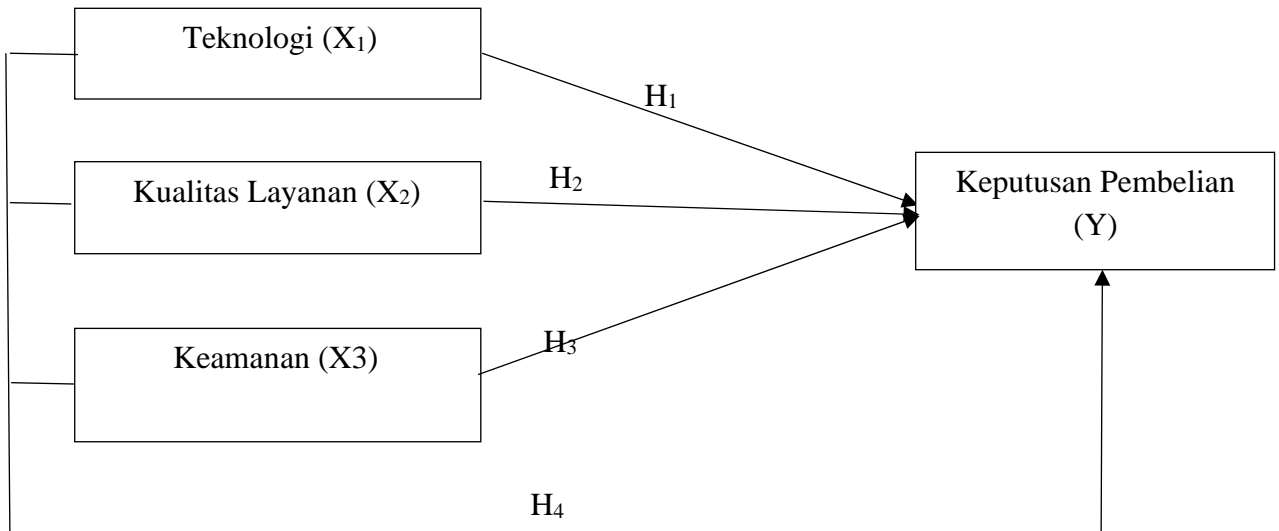 Teknologi (X₁)
H₁
Kualitas Layanan (X₂)
H₂
Keputusan Pembelian
(Y)
Keamanan (X3)
H₃
H₄